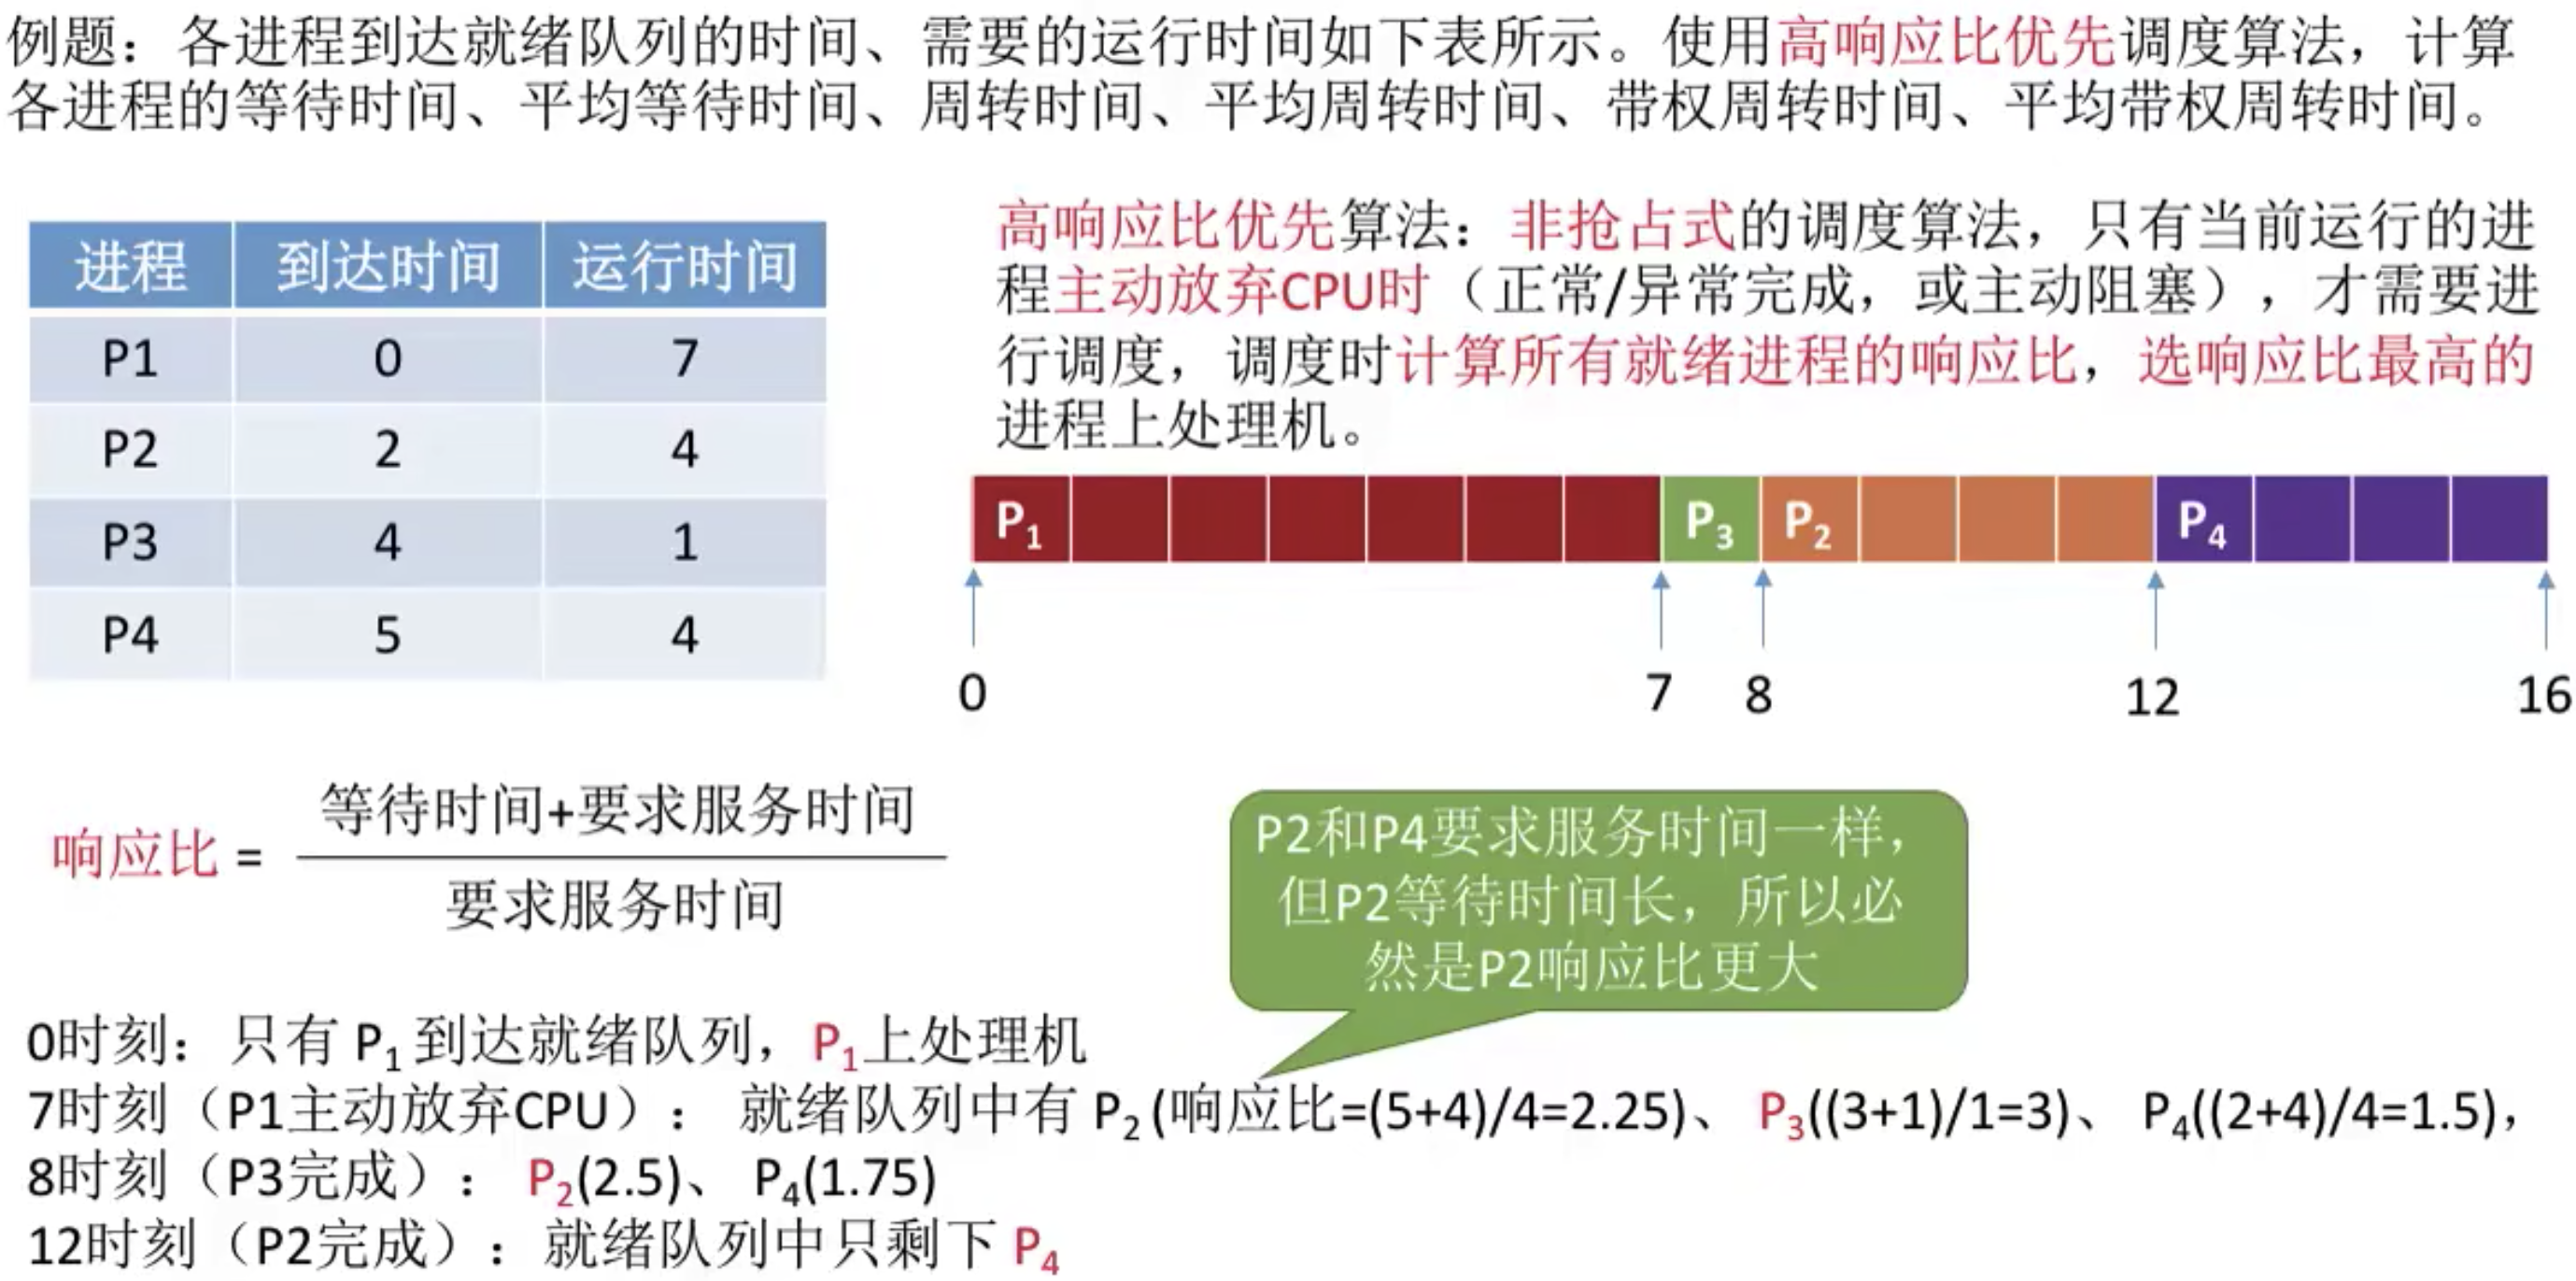 例题：各进程到达就绪队列的时间、需要的运行时间如下表所示。使用高响应比优先调度算法，计算
各进程的等待时间、平均等待时间、周转时间、平均周转时间、带权周转时间、平均带权周转时间。
进程 到达时间 运行时间
P1 0 7
P2 2 4
P3 4 1
P4 5 4
高响应比优先算法：非抢占式的调度算法，只有当前运行的进
程主动放弃CPU时（正常/异常完成，或主动阻塞），才需要进
行调度，调度时计算所有就绪进程的响应比，选响应比最高的
进程上处理机。
P₁ P₃ P₂ P₄
0 7 8 12 16
等待时间+要求服务时间
响应比 =
要求服务时间
P2和P4要求服务时间一样，
但P2等待时间长，所以必
然是P2响应比更大
0时刻：只有 P₁ 到达就绪队列，P₁上处理机
7时刻（P1主动放弃CPU）： 就绪队列中有 P₂ (响应比=(5+4)/4=2.25)、 P₃((3+1)/1=3)、 P₄((2+4)/4=1.5)，
8时刻（P3完成）： P₂(2.5)、 P₄(1.75)
12时刻（P2完成）：就绪队列中只剩下 P₄